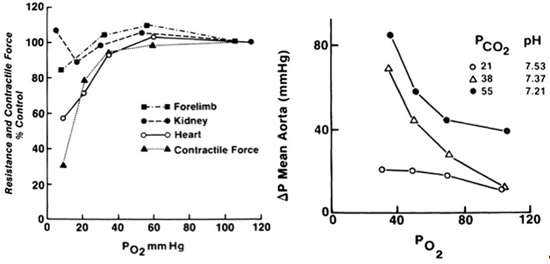 Resistance and Contractile Force
% Control
120
100
80
60
40
20
0
Forelimb
Kidney
Heart
Contractile Force
0 20 40 60 80 100 120
PO2 mm Hg
ΔP Mean Aorta (mmHg)
80
40
0
PCO2 pH
21 7.53
38 7.37
55 7.21
40 80 120
PO2